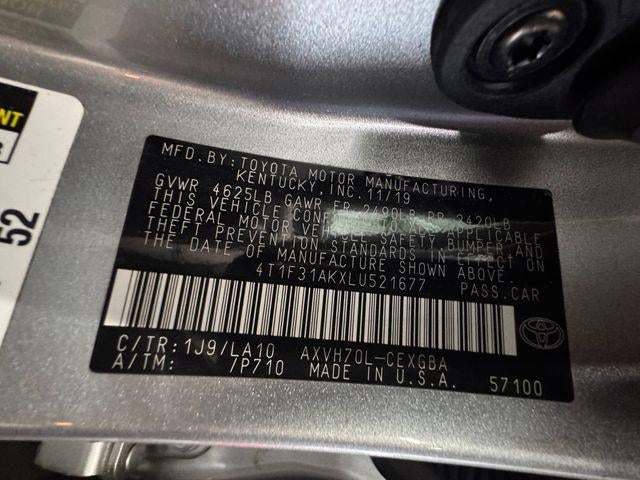 MFD.BY:TOYOTA MOTOR MANUFACTURING,
KENTUCKY,INC.11/19
GVWR 4625LB GAWR FR 2490LB RR 2420LB
THIS VEHICLE CONFORMS TO ALL APPLICABLE
FEDERAL MOTOR VEHICLE SAFETY BUMPER AND
THEFT PREVENTION STANDARDS IN EFFECT ON
THE DATE OF MANUFACTURE SHOWN ABOVE.
4T1F31AKXLU521677 PASS.CAR
C/TR:1J9/LA10 AXVH70L-CEXGBA
A/TM: /P710 MADE IN U.S.A. 57100
NT
52